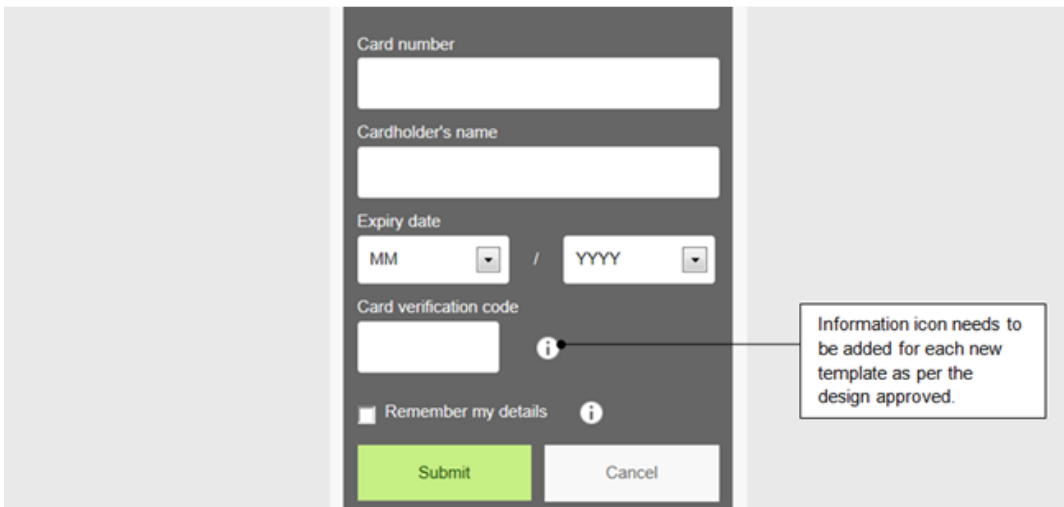 Card number
Cardholder's name
Expiry date
MM / YYYY
Card verification code
Information icon needs to
be added for each new
template as per the
design approved.
Remember my details
Submit Cancel